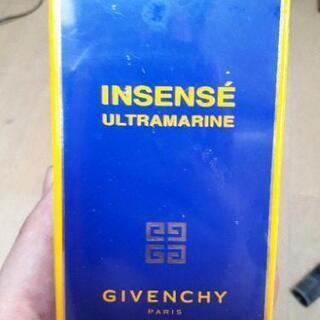 INSENSÉ
ULTRAMARINE
GIVENCHY
PARIS